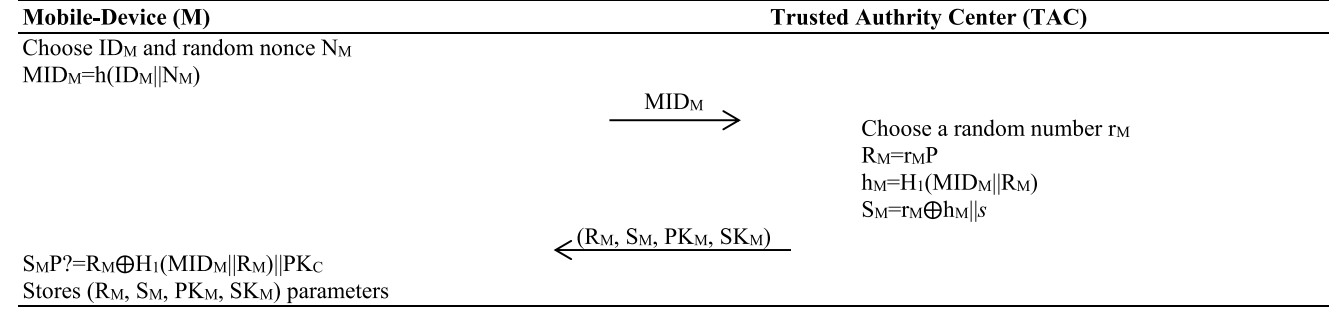 Mobile-Device (M) Trusted Authrity Center (TAC)
Choose IDM and random nonce NM
MIDM=h(IDM||NM)
MIDM
Choose a random number rM
RM=rMP
hM=H1(MIDM||RM)
SM=rM⊕hM||s
(RM, SM, PKM, SKM)
SMP?=RM⊕H1(MIDM||RM)||PKC
Stores (RM, SM, PKM, SKM) parameters